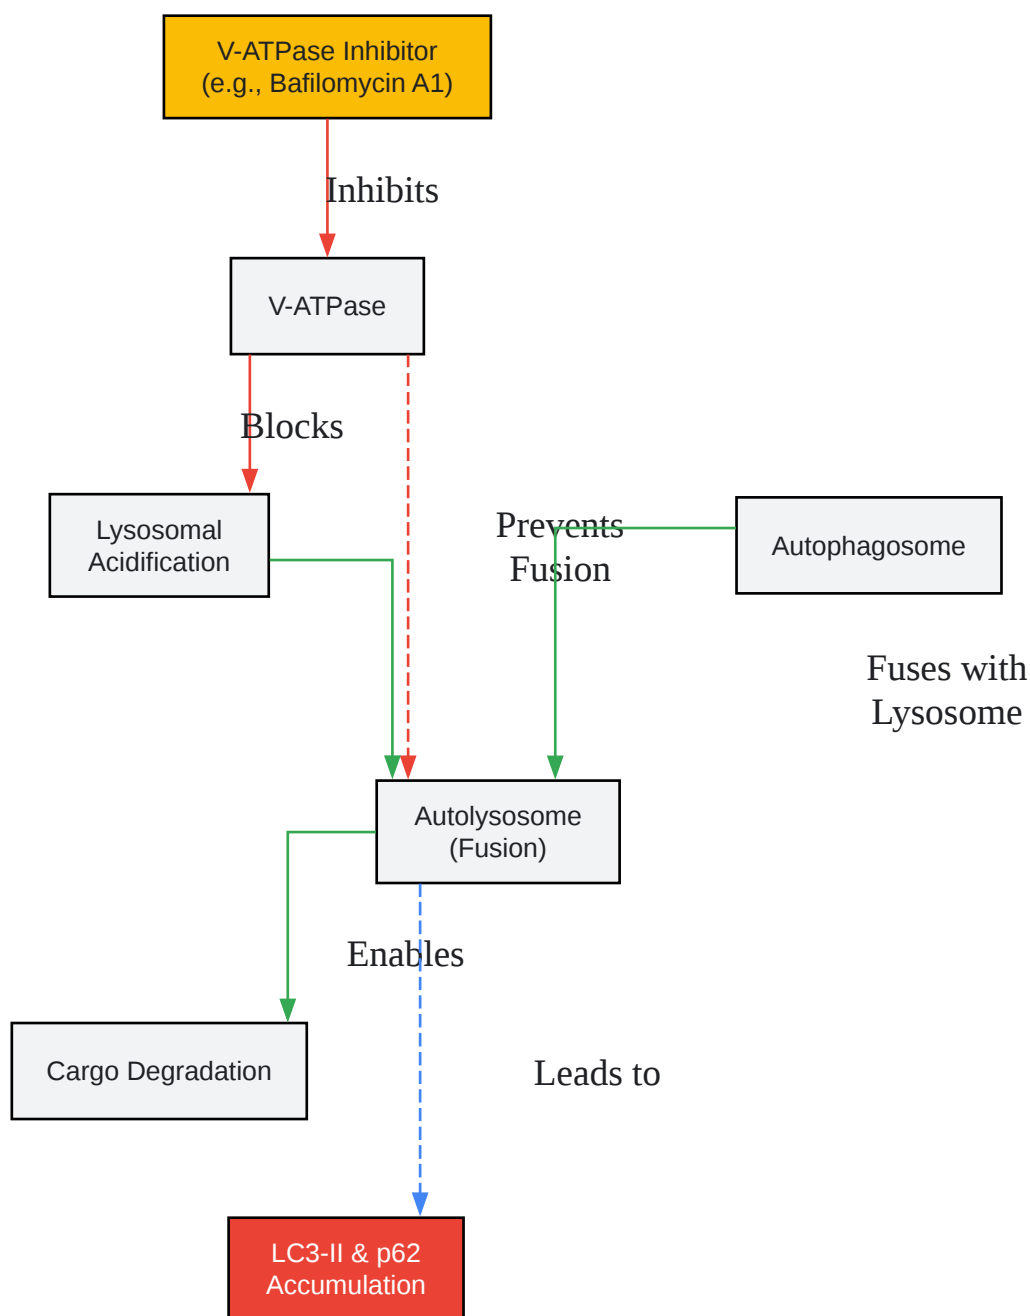 V-ATPase Inhibitor
(e.g., Bafilomycin A1)
Inhibits
V-ATPase
Blocks
Lysosomal
Acidification
Prevents
Fusion
Autophagosome
Fuses with
Lysosome
Autolysosome
(Fusion)
Enables
Cargo Degradation
Leads to
LC3-II & p62
Accumulation